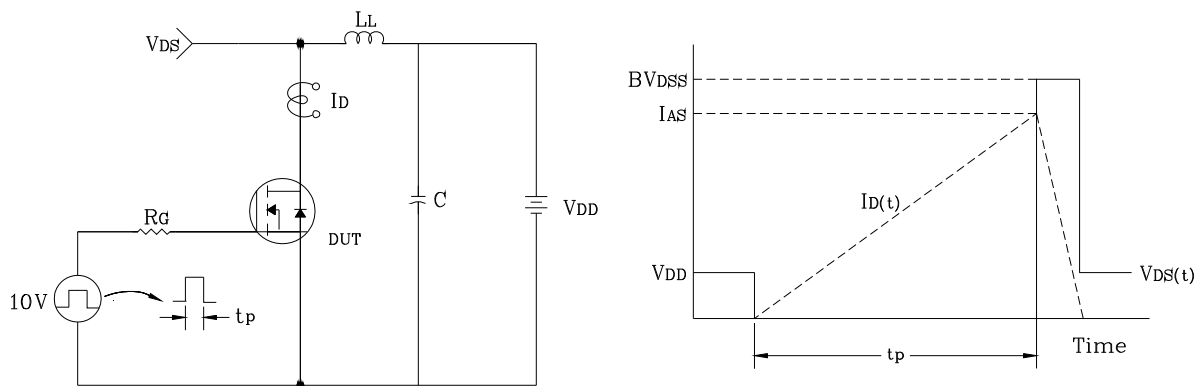 VDS
LL
ID
RG
DUT
C
VDD
10V
tp
BVDSS
IAS
ID(t)
VDD
VDS(t)
Time
tp